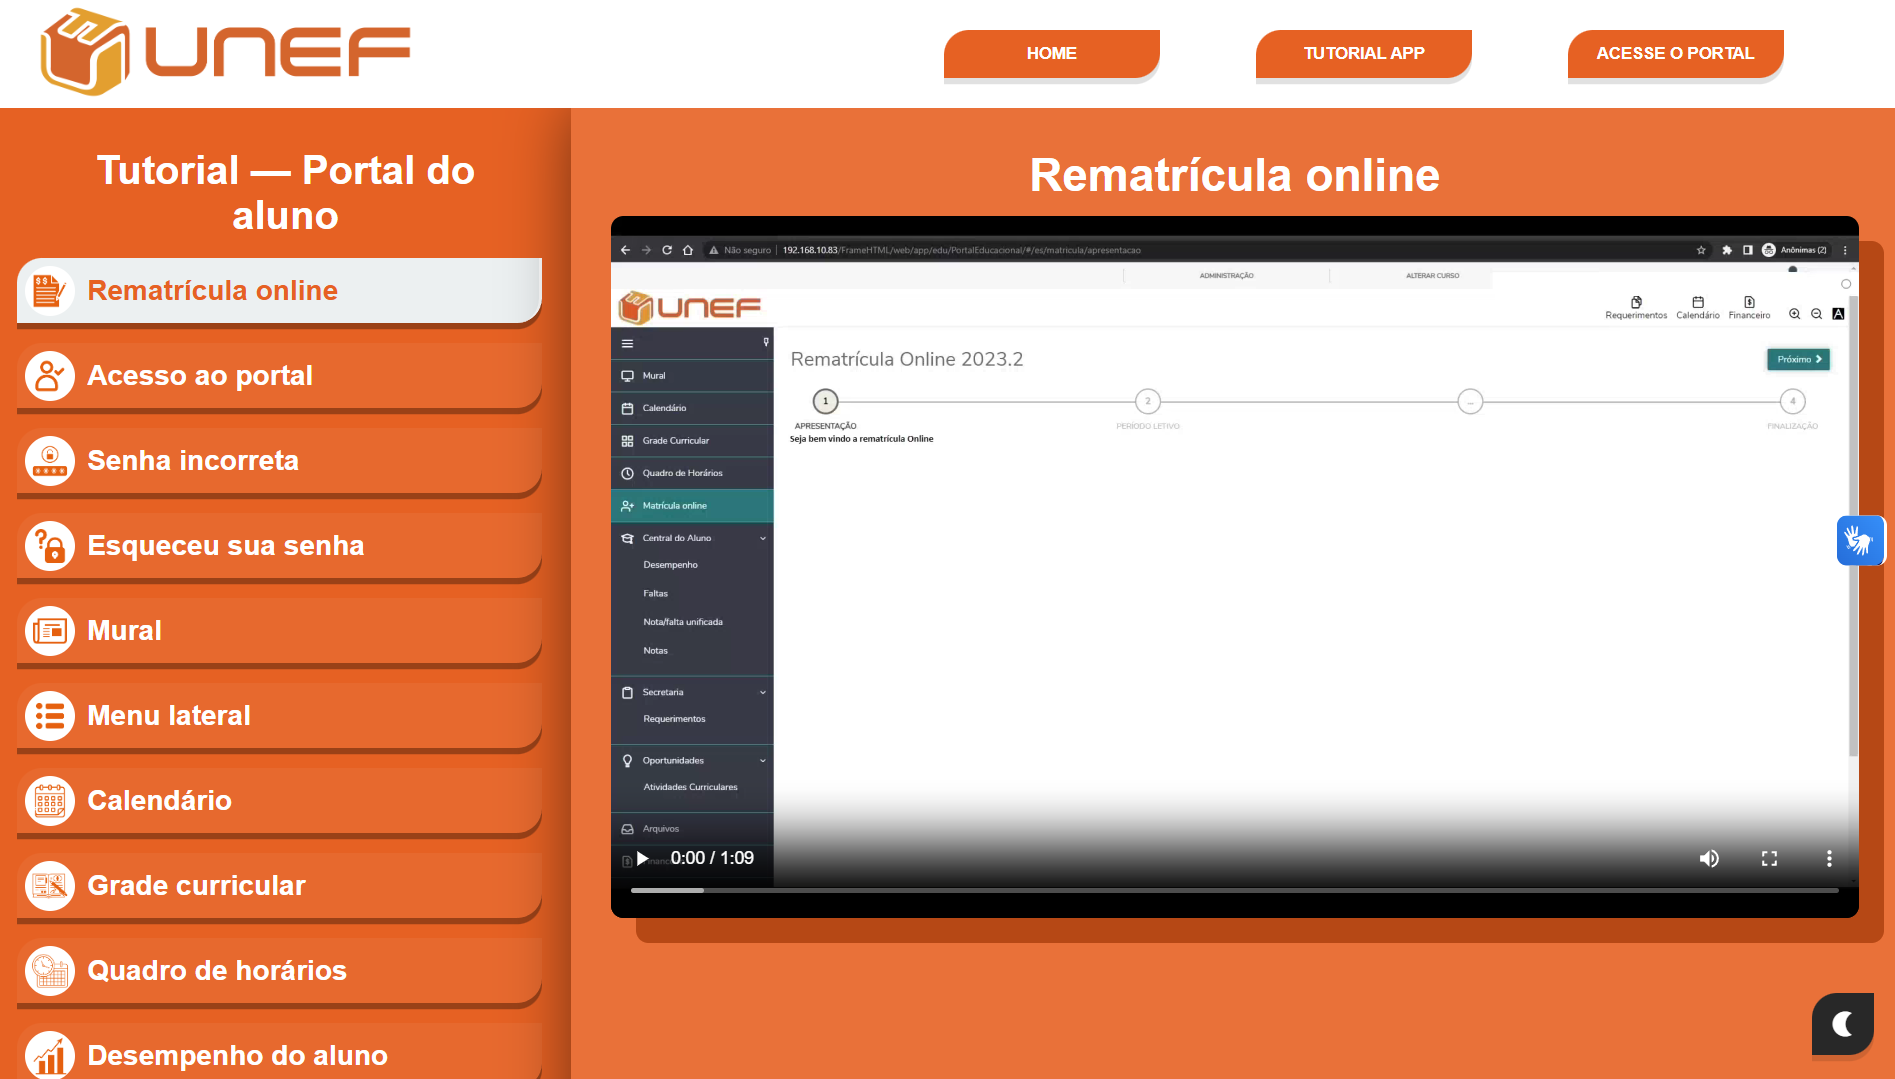 UNEF
HOME
TUTORIAL APP
ACESSE O PORTAL
Tutorial — Portal do
aluno
Rematrícula online
Acesso ao portal
Senha incorreta
Esqueceu sua senha
Mural
Menu lateral
Calendário
Grade curricular
Quadro de horários
Desempenho do aluno
Rematrícula online
Não seguro
192.168.10.83/FrameHTML/web/app/edu/PortalEducacional/#/es/matricula/apresentacao
Anônimas (2)
ADMINISTRAÇÃO
ALTERAR CURSO
UNEF
Requerimentos
Calendário
Financeiro
A
Mural
Calendário
Grade Curricular
Quadro de Horários
Matrícula online
Central do Aluno
Desempenho
Faltas
Nota/falta unificada
Notas
Secretaria
Requerimentos
Oportunidades
Atividades Curriculares
Arquivos
Rematrícula Online 2023.2
Próximo
1
2
...
4
APRESENTAÇÃO
PERÍODO LETIVO
FINALIZAÇÃO
Seja bem vindo a rematrícula Online
0:00 / 1:09